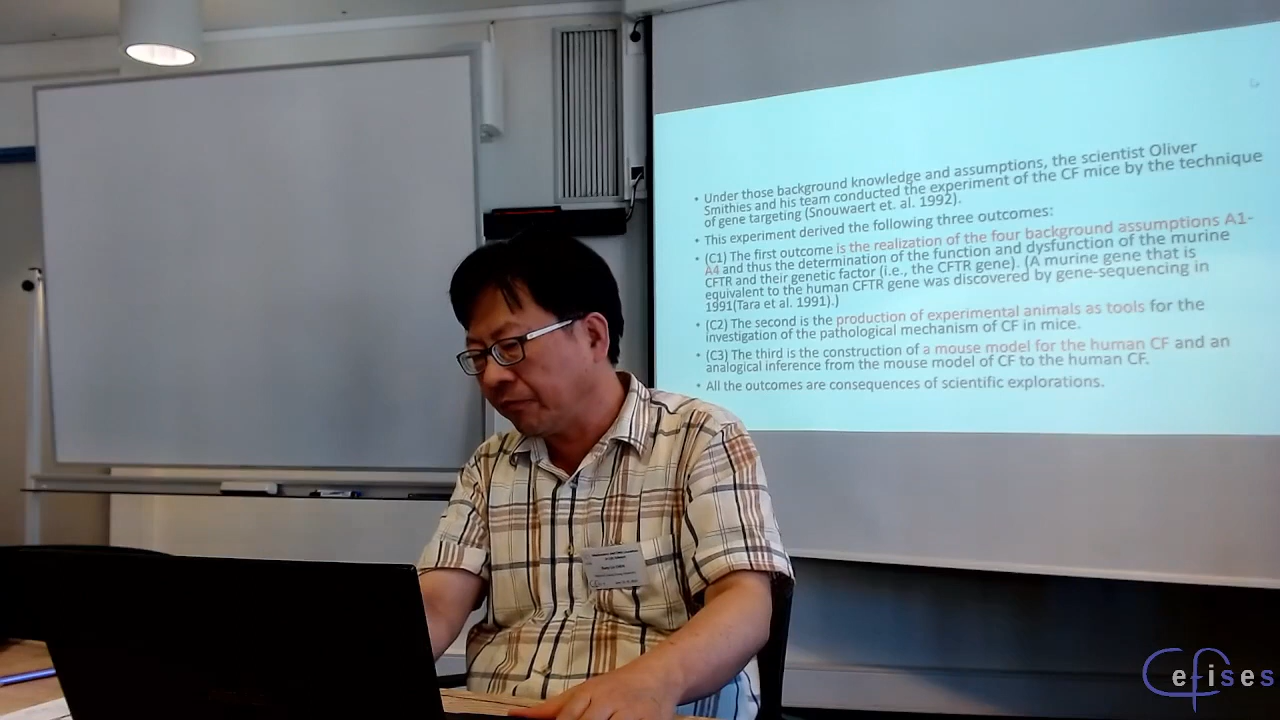 • Under those background knowledge and assumptions, the scientist Oliver
Smithies and his team conducted the experiment of the CF mice by the technique
of gene targeting (Snouwaert et. al. 1992).
• This experiment derived the following three outcomes:
• (C1) The first outcome is the realization of the four background assumptions A1-
A4 and thus the determination of the function and dysfunction of the murine
CFTR and their genetic factor (i.e., the CFTR gene). (A murine gene that is
equivalent to the human CFTR gene was discovered by gene-sequencing in
1991(Tara et al. 1991).)
• (C2) The second is the production of experimental animals as tools for the
investigation of the pathological mechanism of CF in mice.
• (C3) The third is the construction of a mouse model for the human CF and an
analogical inference from the mouse model of CF to the human CF.
• All the outcomes are consequences of scientific explorations.
Cefises